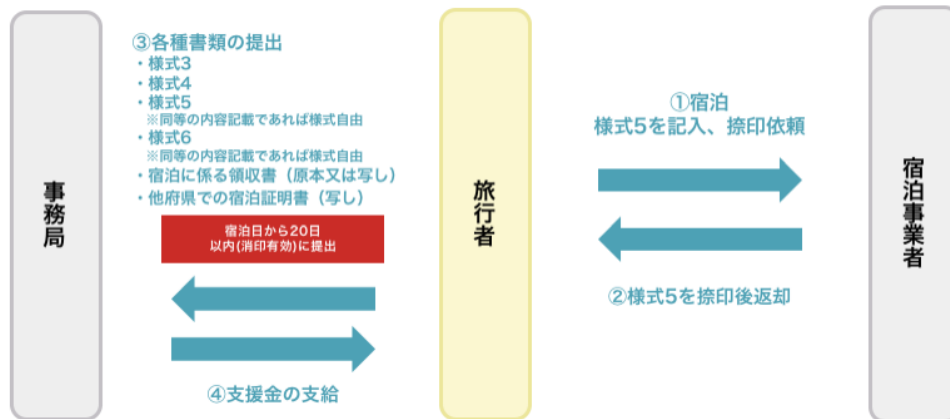 事務局
③各種書類の提出
・様式3
・様式4
・様式5
※同等の内容記載であれば様式自由
・様式6
※同等の内容記載であれば様式自由
・宿泊に係る領収書（原本又は写し）
・他府県での宿泊証明書（写し）
宿泊日から20日
以内(消印有効)に提出
④支援金の支給
旅行者
①宿泊
様式5を記入、捺印依頼
②様式5を捺印後返却
宿泊事業者